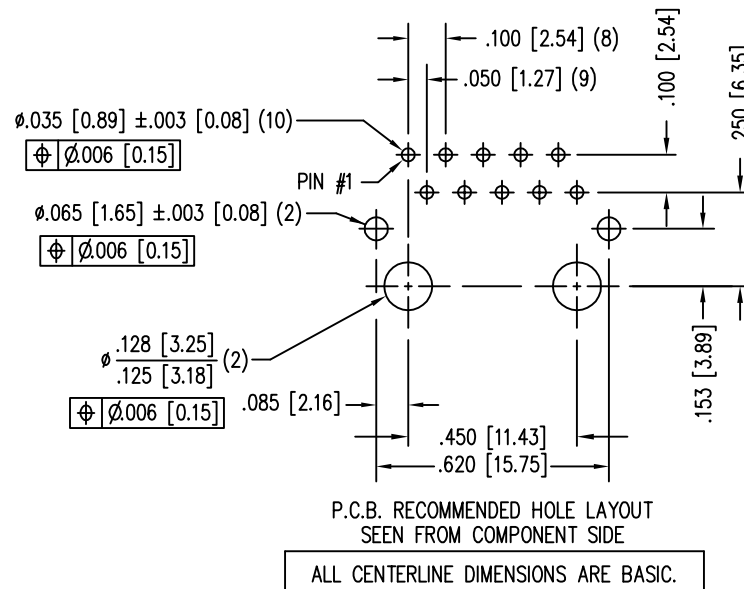 .100 [2.54] (8)
.050 [1.27] (9)
.100 [2.54]
.250 [6.35]
ø.035 [0.89] ±.003 [0.08] (10)
⌖ Ø.006 [0.15]
PIN #1
ø.065 [1.65] ±.003 [0.08] (2)
⌖ Ø.006 [0.15]
ø .128 [3.25]
.125 [3.18] (2)
⌖ Ø.006 [0.15]
.085 [2.16]
.153 [3.89]
.450 [11.43]
.620 [15.75]
P.C.B. RECOMMENDED HOLE LAYOUT
SEEN FROM COMPONENT SIDE
ALL CENTERLINE DIMENSIONS ARE BASIC.